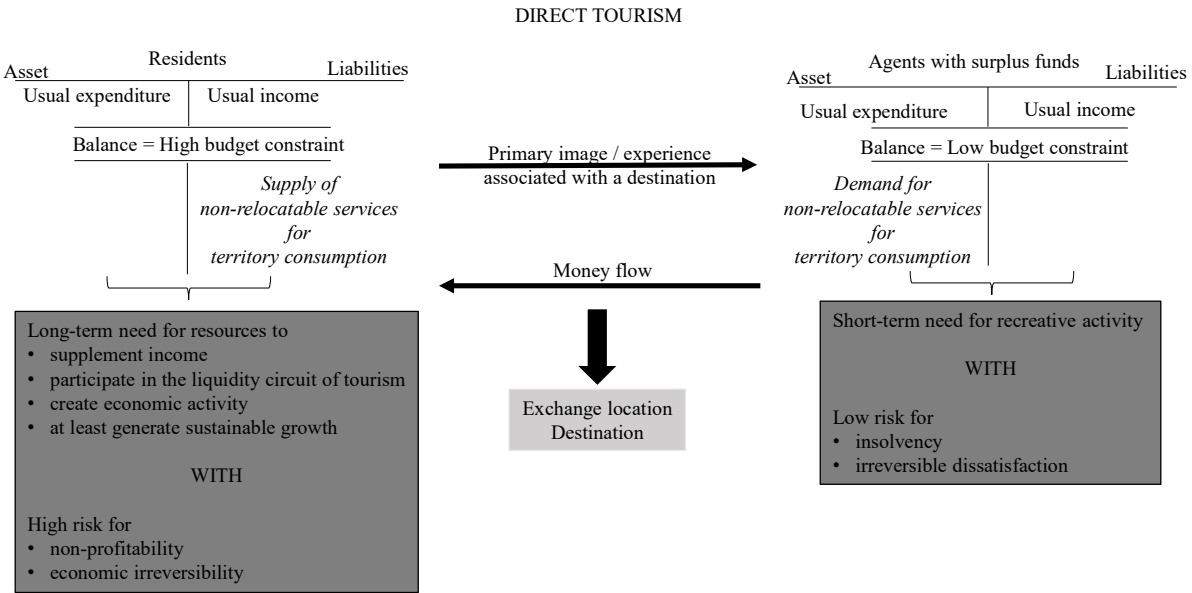 DIRECT TOURISM
Residents
Asset
Liabilities
Usual expenditure
Usual income
Balance = High budget constraint
Supply of
non-relocatable services
for
territory consumption
Long-term need for resources to
• supplement income
• participate in the liquidity circuit of tourism
• create economic activity
• at least generate sustainable growth
WITH
High risk for
• non-profitability
• economic irreversibility
Primary image / experience
associated with a destination
Money flow
Exchange location
Destination
Agents with surplus funds
Asset
Liabilities
Usual expenditure
Usual income
Balance = Low budget constraint
Demand for
non-relocatable services
for
territory consumption
Short-term need for recreative activity
WITH
Low risk for
• insolvency
• irreversible dissatisfaction